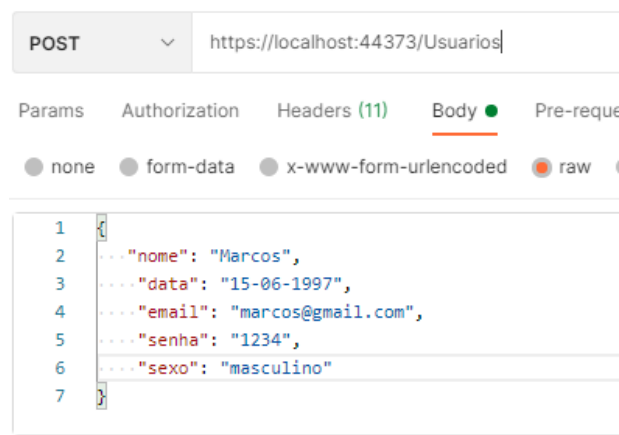 POST https://localhost:44373/Usuarios
Params Authorization Headers (11) Body Pre-reque
none form-data x-www-form-urlencoded raw
1 {
2 "nome": "Marcos",
3 "data": "15-06-1997",
4 "email": "marcos@gmail.com",
5 "senha": "1234",
6 "sexo": "masculino"
7 }